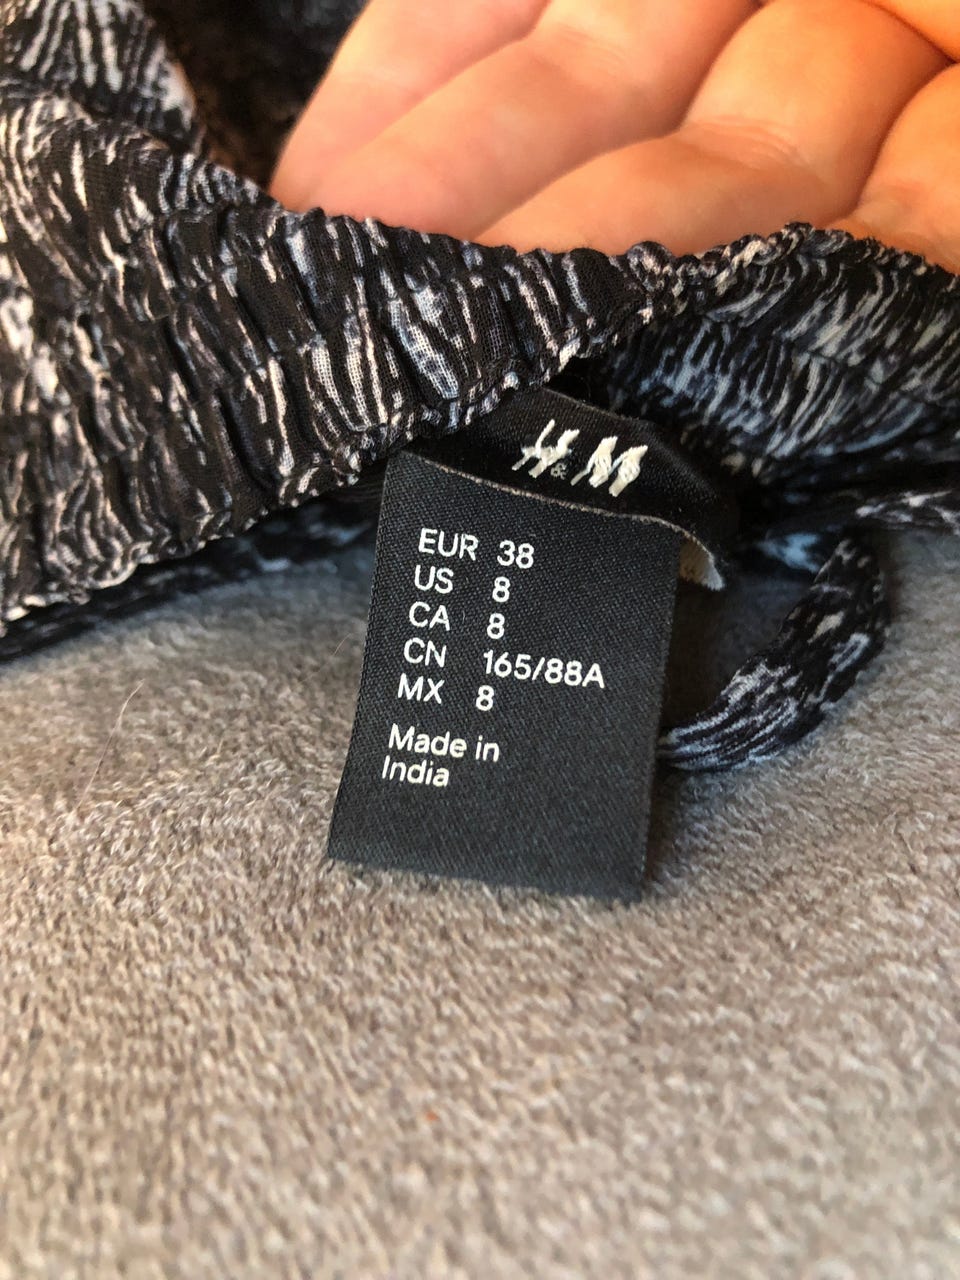 H&M
EUR 38
US 8
CA 8
CN 165/88A
MX 8
Made in
India